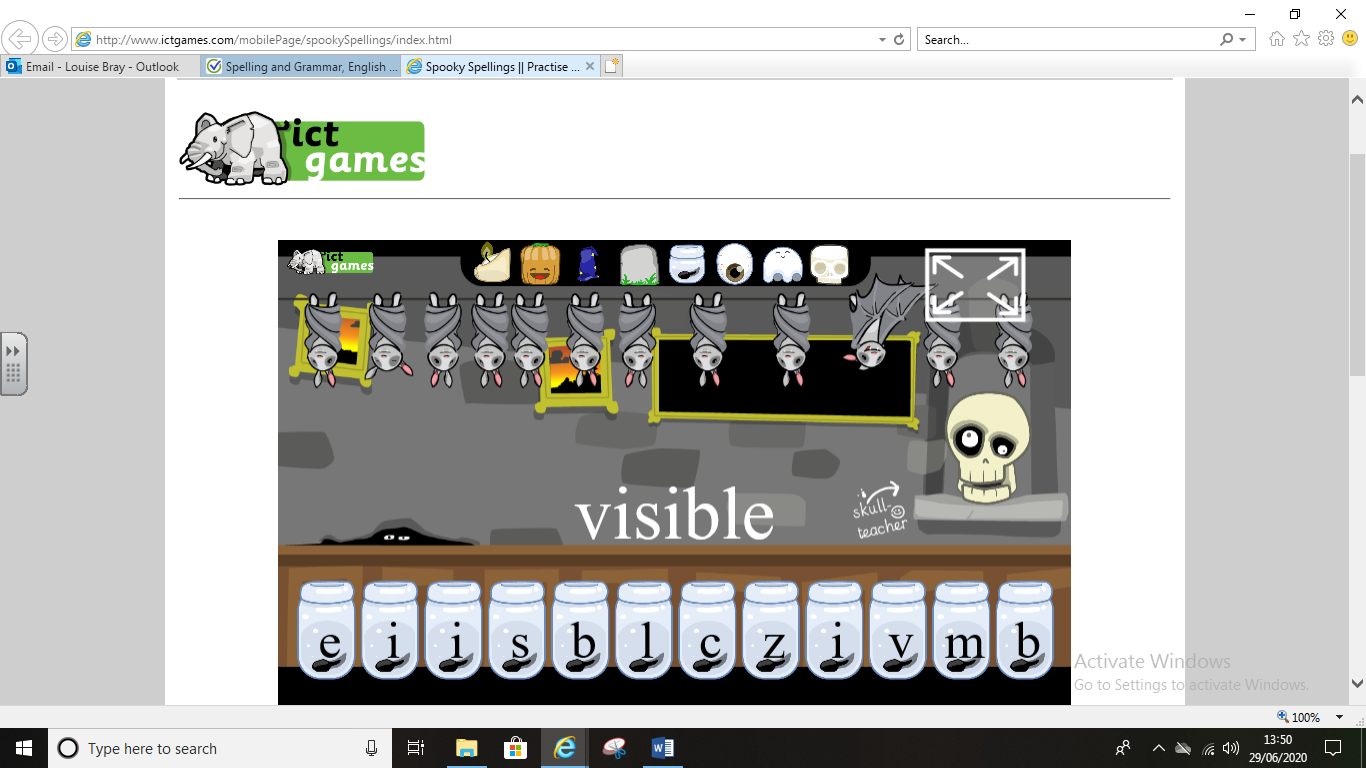 http://www.ictgames.com/mobilePage/spookySpellings/index.html
Search...
Email - Louise Bray - Outlook
Spelling and Grammar, English ...
Spooky Spellings || Practise ...
ict
games
ict
games
visible
skull-
teacher
e i i s b l c z i v m b
Activate Windows
Go to Settings to activate Windows.
100%
Type here to search
13:50
29/06/2020